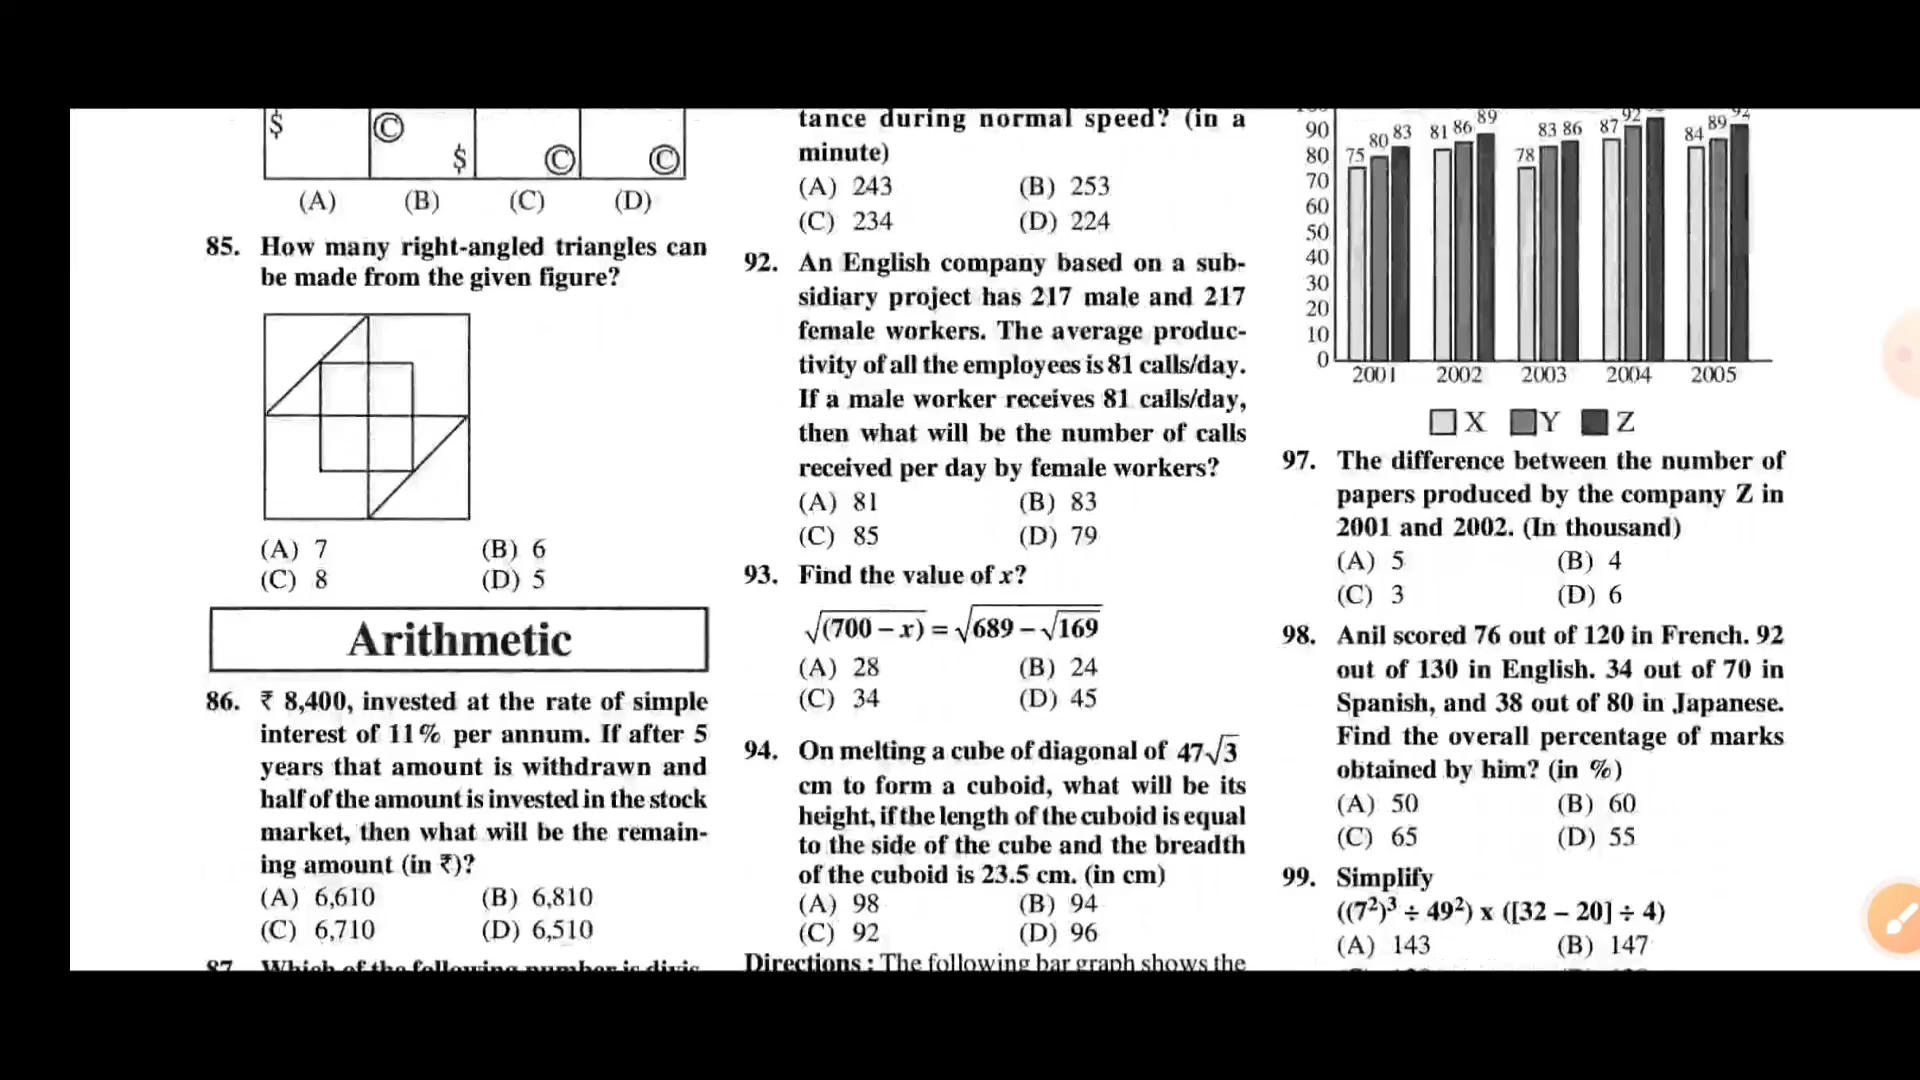 $
©
$
©
©
(A) (B) (C) (D)
85. How many right-angled triangles can
be made from the given figure?
(A) 7 (B) 6
(C) 8 (D) 5
Arithmetic
86. ₹ 8,400, invested at the rate of simple
interest of 11% per annum. If after 5
years that amount is withdrawn and
half of the amount is invested in the stock
market, then what will be the remain-
ing amount (in ₹)?
(A) 6,610 (B) 6,810
(C) 6,710 (D) 6,510
87. Which of the following number is divis-
tance during normal speed? (in a
minute)
(A) 243 (B) 253
(C) 234 (D) 224
92. An English company based on a sub-
sidiary project has 217 male and 217
female workers. The average produc-
tivity of all the employees is 81 calls/day.
If a male worker receives 81 calls/day,
then what will be the number of calls
received per day by female workers?
(A) 81 (B) 83
(C) 85 (D) 79
93. Find the value of x?
√(700 – x) = √689 – √169
(A) 28 (B) 24
(C) 34 (D) 45
94. On melting a cube of diagonal of 47√3
cm to form a cuboid, what will be its
height, if the length of the cuboid is equal
to the side of the cube and the breadth
of the cuboid is 23.5 cm. (in cm)
(A) 98 (B) 94
(C) 92 (D) 96
Directions : The following bar graph shows the
90
80
70
60
50
40
30
20
10
0
75 80 83
81 86 89
78 83 86
87 92
84 89
2001 2002 2003 2004 2005
X Y Z
97. The difference between the number of
papers produced by the company Z in
2001 and 2002. (In thousand)
(A) 5 (B) 4
(C) 3 (D) 6
98. Anil scored 76 out of 120 in French. 92
out of 130 in English. 34 out of 70 in
Spanish, and 38 out of 80 in Japanese.
Find the overall percentage of marks
obtained by him? (in %)
(A) 50 (B) 60
(C) 65 (D) 55
99. Simplify
((7²)³ ÷ 49²) x ([32 – 20] ÷ 4)
(A) 143 (B) 147